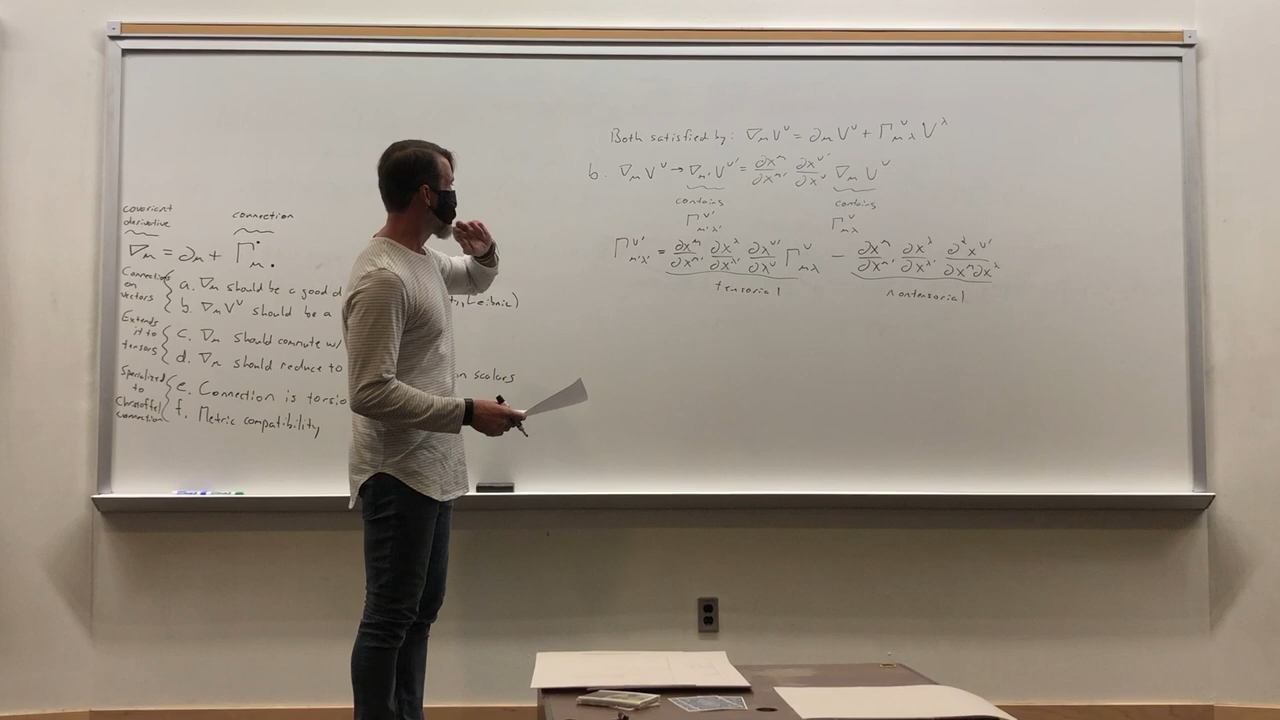 covariant
derivative
connection
∇μ = ∂μ + Γ˙μ.
Connection on vectors { a. ∇μ should be a good d
b. ∇μ V^ν should be a
, Leibnic)
Extends it to tensors { c. ∇μ should commute w/
d. ∇μ should reduce to
on scalars
Specialized to Christoffel connection { e. Connection is torsio
f. Metric compatibility
Both satisfied by: ∇μ V^ν = ∂μ V^ν + Γ^ν_μλ V^λ
b. ∇μ V^ν → ∇μ' V^ν' = ∂x^μ/∂x^μ' ∂x^ν'/∂x^ν ∇μ V^ν
contains contains
Γ^ν'_μ'λ' Γ^ν_μλ
Γ^ν'_μ'λ' = ∂x^μ/∂x^μ' ∂x^λ/∂x^λ' ∂x^ν'/∂x^ν Γ^ν_μλ − ∂x^μ/∂x^μ' ∂x^λ/∂x^λ' ∂²x^ν'/∂x^μ∂x^λ
tensorial nontensorial